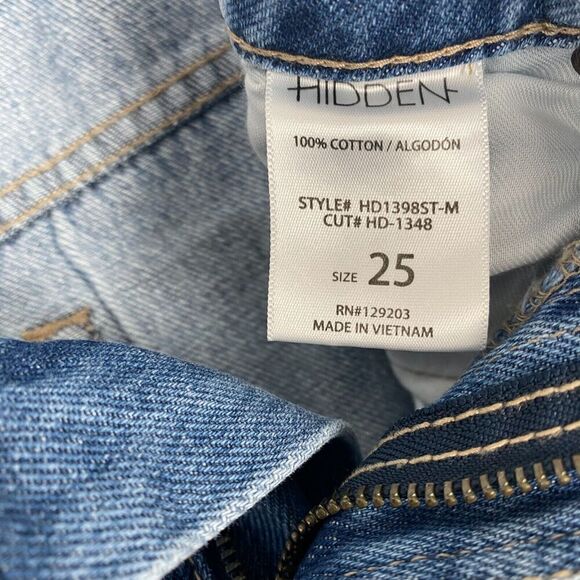 HIDDEN
100% COTTON / ALGODÓN
STYLE# HD1398ST-M
CUT# HD-1348
SIZE 25
RN#129203
MADE IN VIETNAM